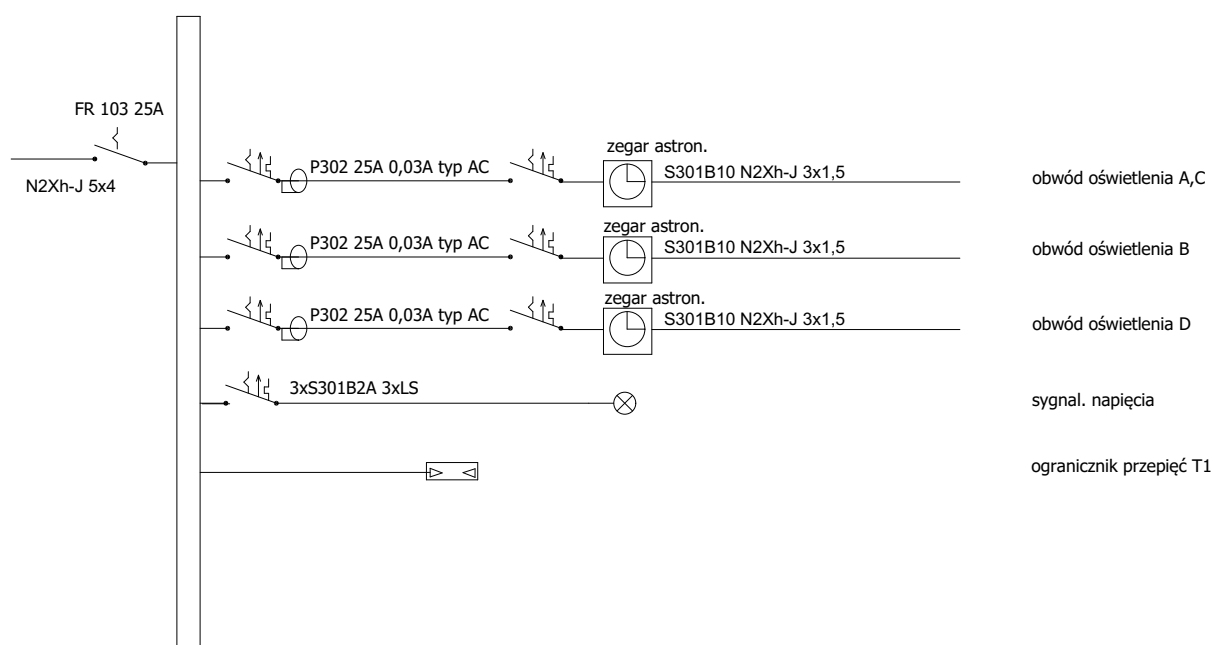 FR 103 25A
N2Xh-J 5x4
zegar astron.
P302 25A 0,03A typ AC
S301B10 N2Xh-J 3x1,5
obwód oświetlenia A,C
zegar astron.
P302 25A 0,03A typ AC
S301B10 N2Xh-J 3x1,5
obwód oświetlenia B
zegar astron.
P302 25A 0,03A typ AC
S301B10 N2Xh-J 3x1,5
obwód oświetlenia D
3xS301B2A 3xLS
sygnal. napięcia
ogranicznik przepięć T1